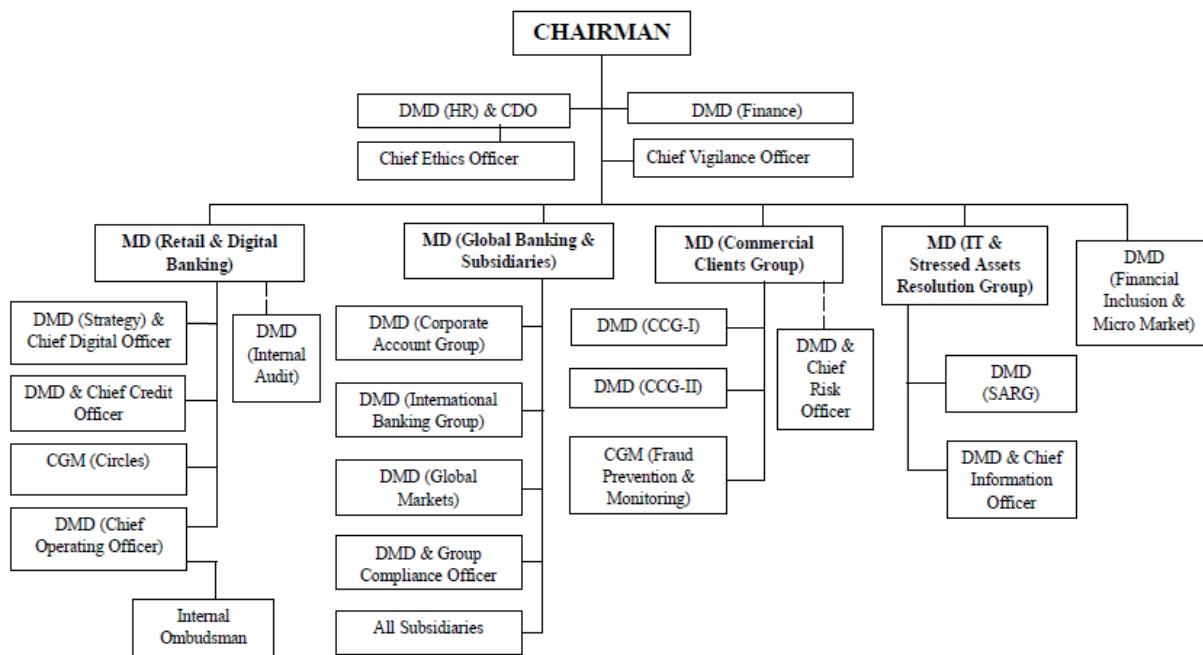 CHAIRMAN
DMD (HR) & CDO
DMD (Finance)
Chief Ethics Officer
Chief Vigilance Officer
MD (Retail & Digital
Banking)
MD (Global Banking &
Subsidiaries)
MD (Commercial
Clients Group)
MD (IT &
Stressed Assets
Resolution Group)
DMD
(Financial
Inclusion &
Micro Market)
DMD (Strategy) &
Chief Digital Officer
DMD
(Internal
Audit)
DMD & Chief Credit
Officer
CGM (Circles)
DMD (Chief
Operating Officer)
Internal
Ombudsman
DMD (Corporate
Account Group)
DMD (International
Banking Group)
DMD (Global
Markets)
DMD & Group
Compliance Officer
All Subsidiaries
DMD (CCG-I)
DMD (CCG-II)
CGM (Fraud
Prevention &
Monitoring)
DMD &
Chief
Risk
Officer
DMD
(SARG)
DMD & Chief
Information
Officer